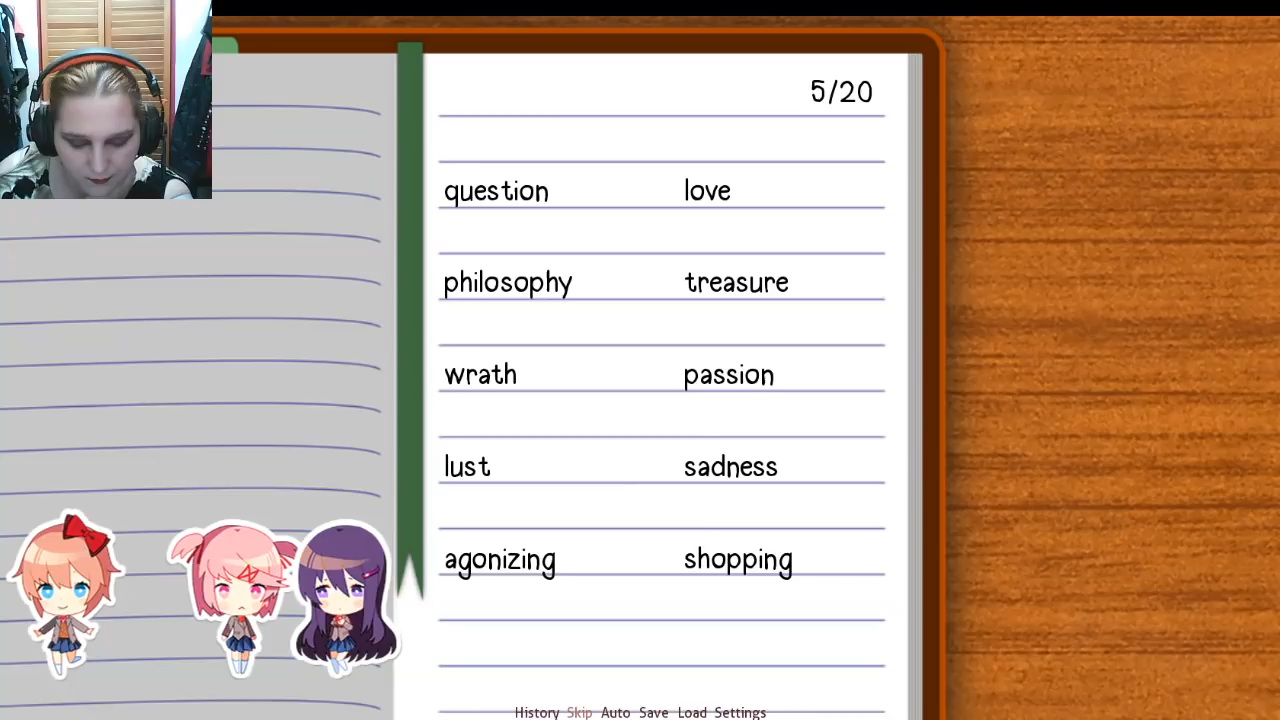 5/20
question love
philosophy treasure
wrath passion
lust sadness
agonizing shopping
History Skip Auto Save Load Settings